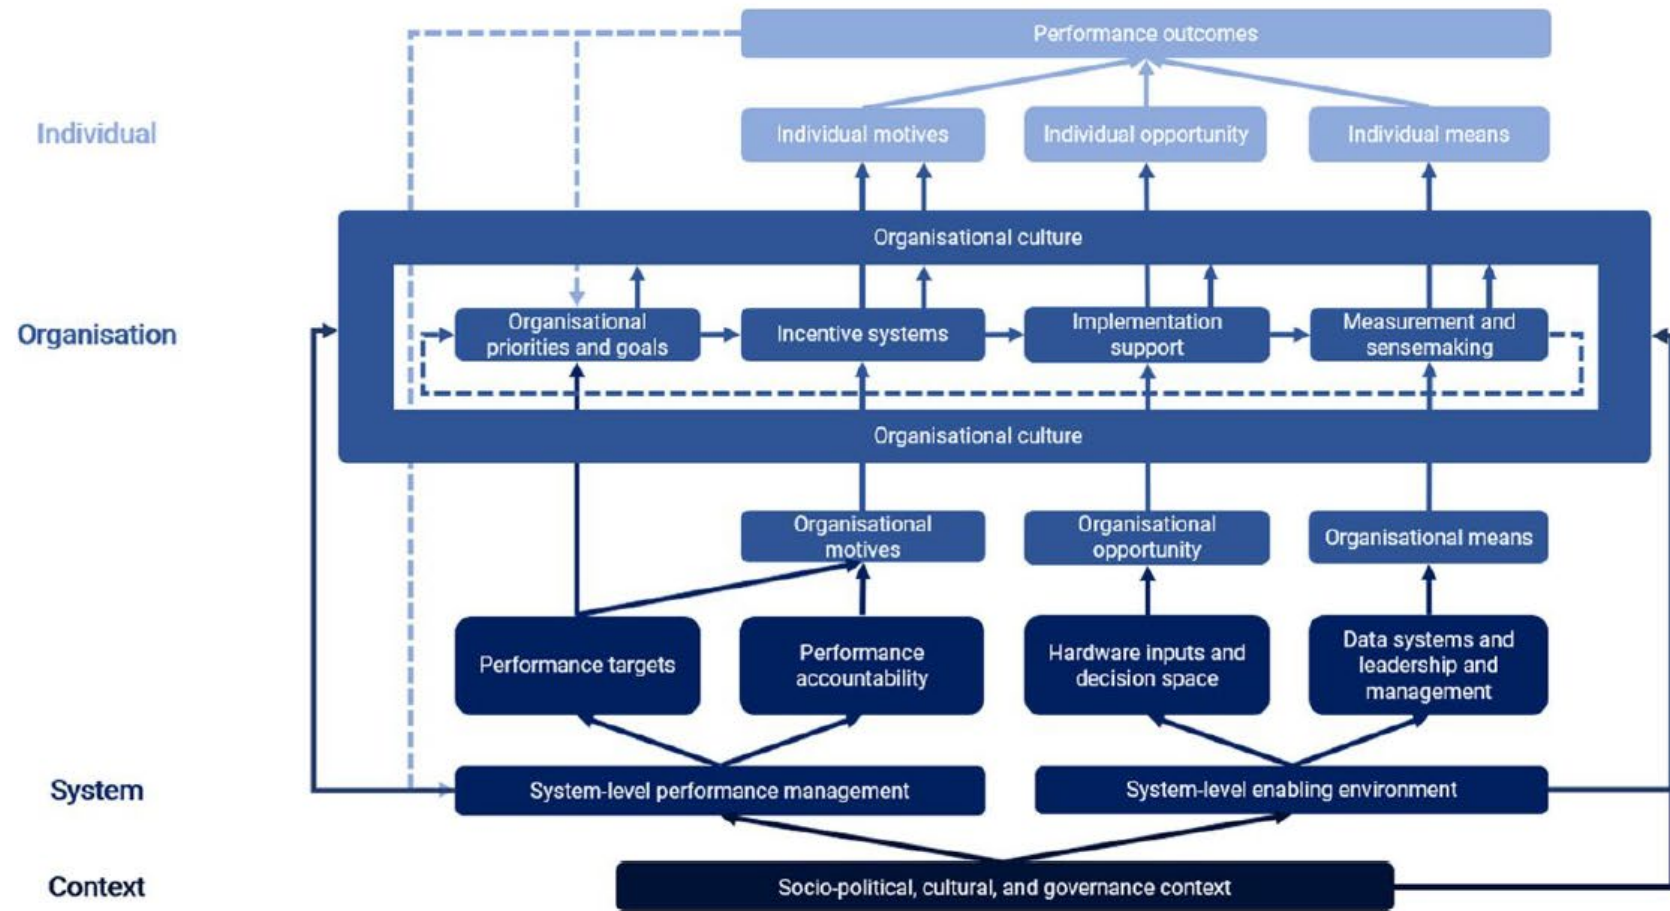 Performance outcomes
Individual
Individual motives
Individual opportunity
Individual means
Organisational culture
Organisation
Organisational
priorities and goals
Incentive systems
Implementation
support
Measurement and
sensemaking
Organisational culture
Organisational
motives
Organisational
opportunity
Organisational means
Performance targets
Performance
accountability
Hardware inputs and
decision space
Data systems and
leadership and
management
System
System-level performance management
System-level enabling environment
Context
Socio-political, cultural, and governance context